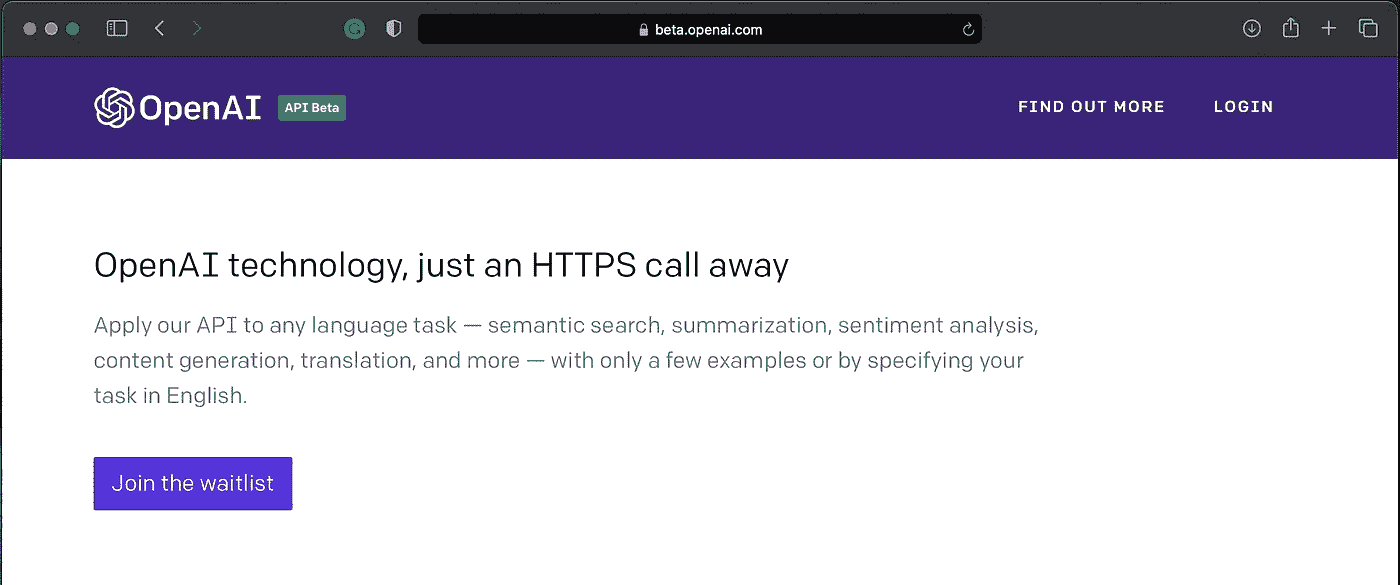 beta.openai.com
OpenAI API Beta FIND OUT MORE LOGIN
OpenAI technology, just an HTTPS call away
Apply our API to any language task — semantic search, summarization, sentiment analysis,
content generation, translation, and more — with only a few examples or by specifying your
task in English.
Join the waitlist